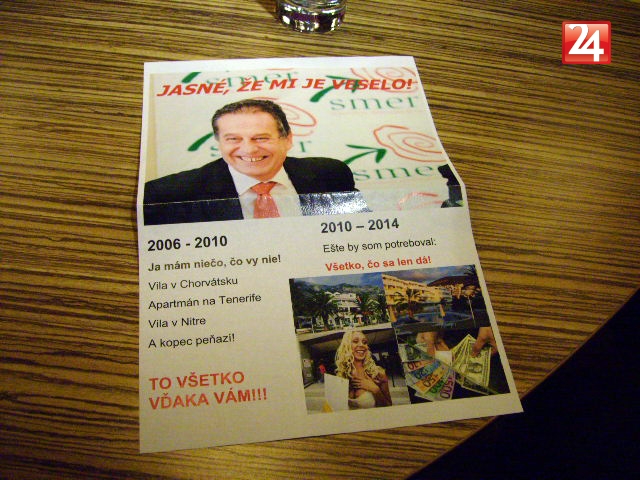 24
JASNÉ, ŽE MI JE VESELO!
smer
smer
smer
2006 - 2010
Ja mám niečo, čo vy nie!
Vila v Chorvátsku
Apartmán na Tenerife
Vila v Nitre
A kopec peňazí!
TO VŠETKO
VĎAKA VÁM!!!
2010 – 2014
Ešte by som potreboval:
Všetko, čo sa len dá!